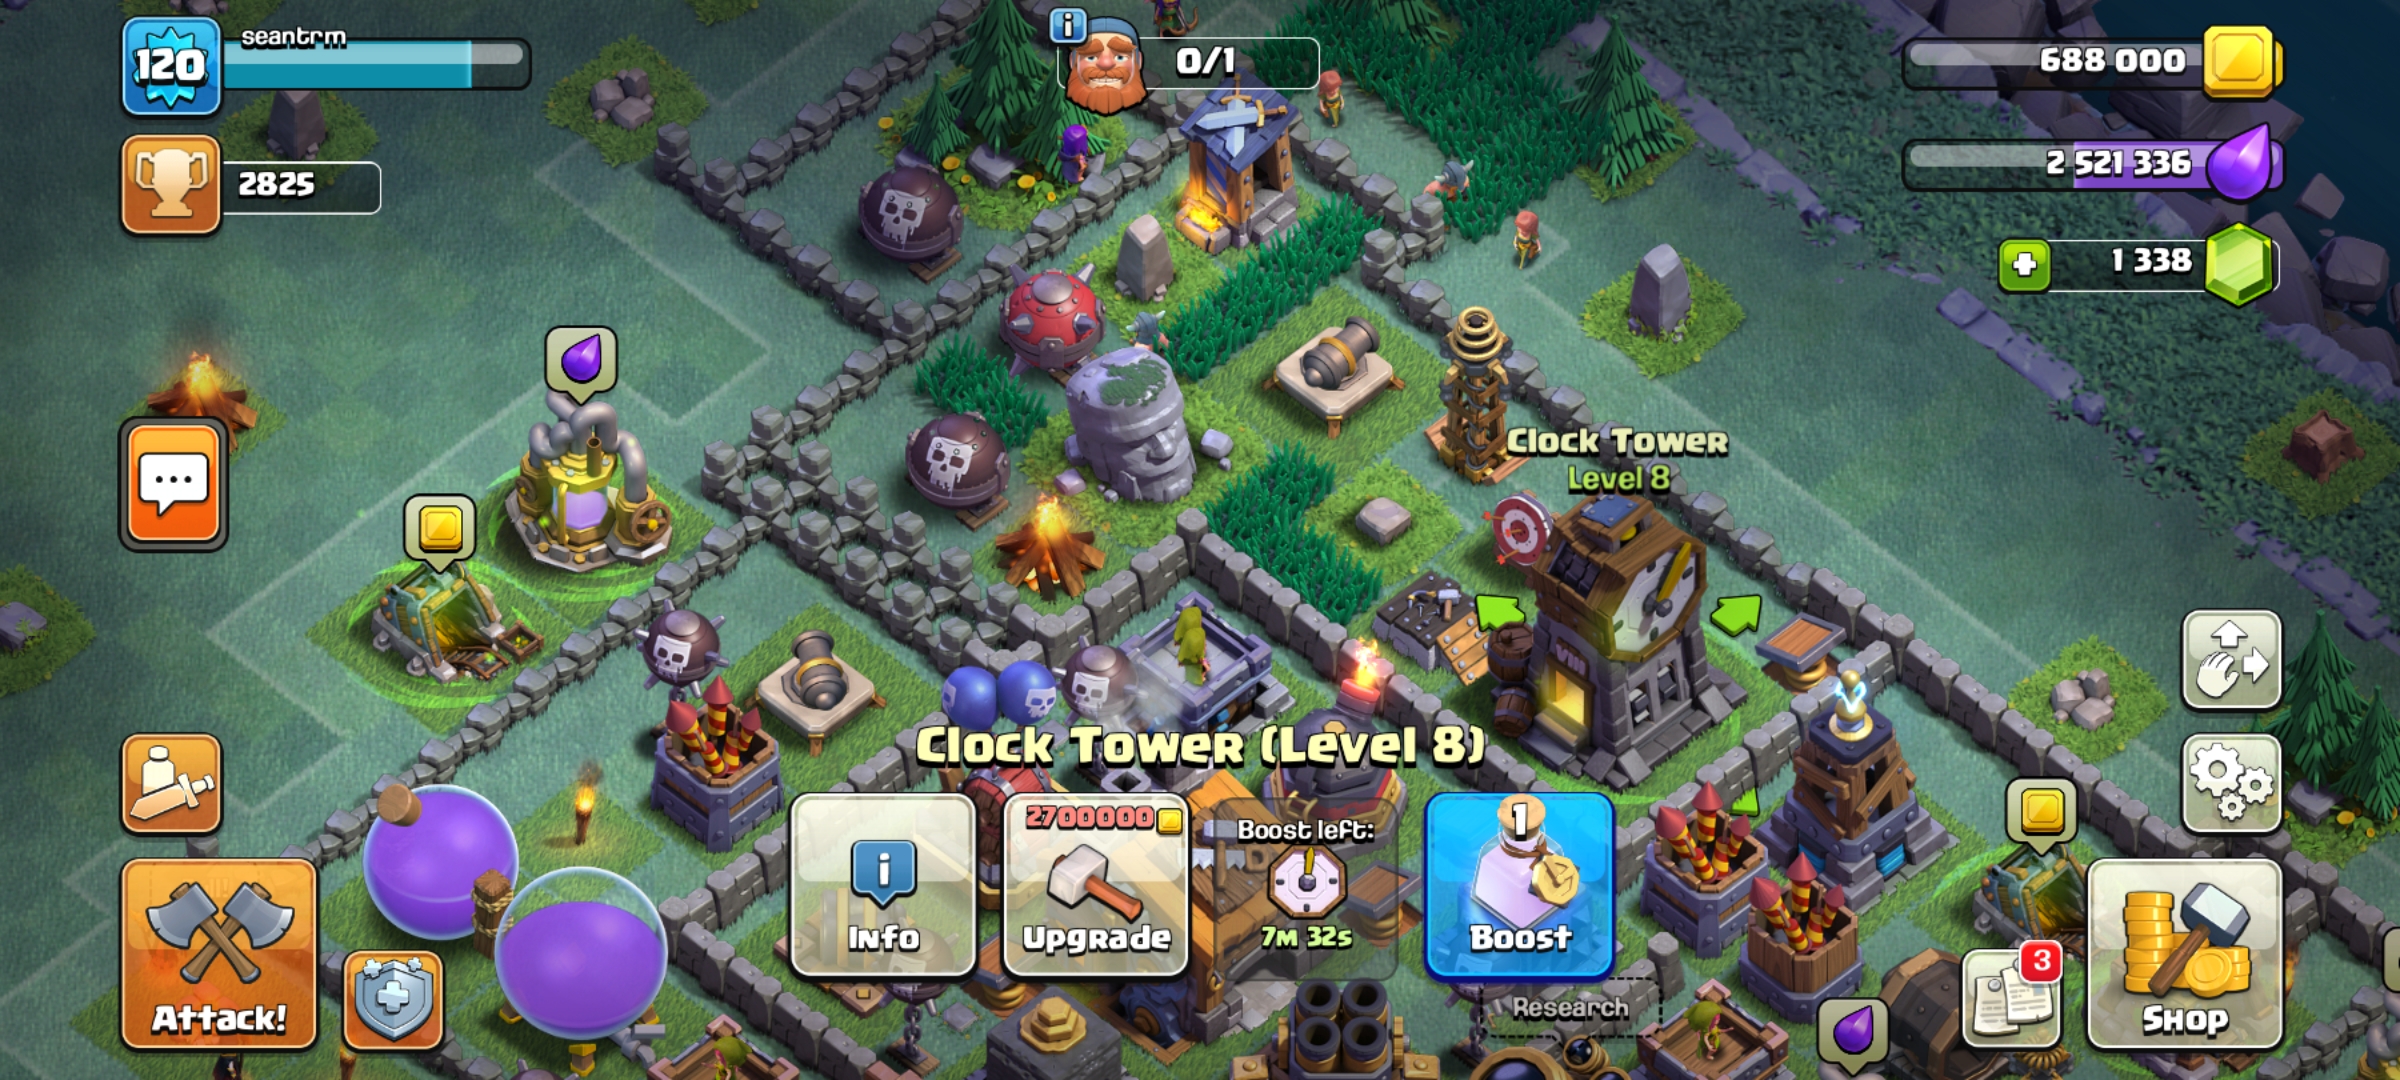 120
seantrm
0/1
688 000
2825
2 521 336
1 338
Clock Tower
Level 8
VIII
Clock Tower (Level 8)
2700000
Boost left:
1
Info
Upgrade
7M 32s
Boost
3
Research
Attack!
Shop